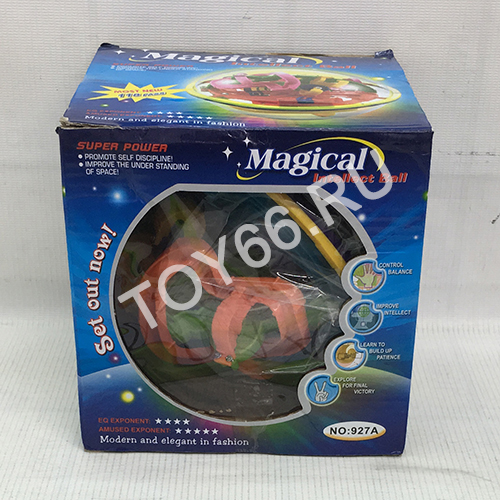 Magical
MOST NEW
Modern and elegant in fashion
SUPER POWER
• PROMOTE SELF DISCIPLINE!
• IMPROVE THE UNDER STANDING
OF SPACE!
Magical
Intellect Ball
TOY66.RU
Set out now!
CONTROL
BALANCE
IMPROVE
INTELLECT
LEARN TO
BUILD UP
PATIENCE
EXPLORE
FOR FINAL
VICTORY
EQ EXPONENT: ★★★★
AMUSED EXPONENT: ★★★★★
Modern and elegant in fashion
NO:927A